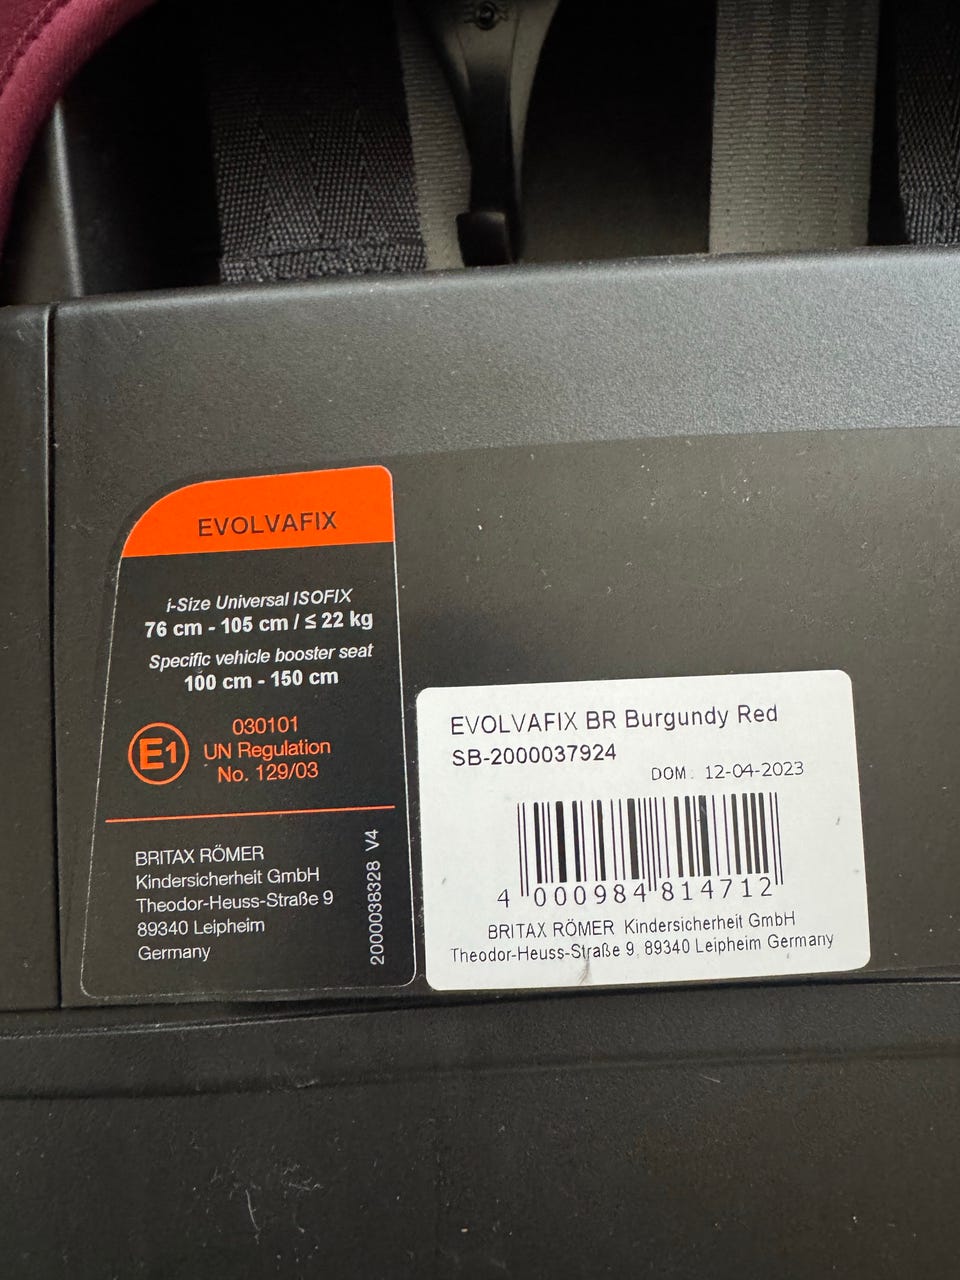 EVOLVAFIX
i-Size Universal ISOFIX
76 cm - 105 cm / ≤ 22 kg
Specific vehicle booster seat
100 cm - 150 cm
E1
030101
UN Regulation
No. 129/03
BRITAX RÖMER
Kindersicherheit GmbH
Theodor-Heuss-Straße 9
89340 Leipheim
Germany
2000038328 V4
EVOLVAFIX BR Burgundy Red
SB-2000037924
DOM: 12-04-2023
4 000984 814712
BRITAX RÖMER Kindersicherheit GmbH
Theodor-Heuss-Straße 9, 89340 Leipheim Germany